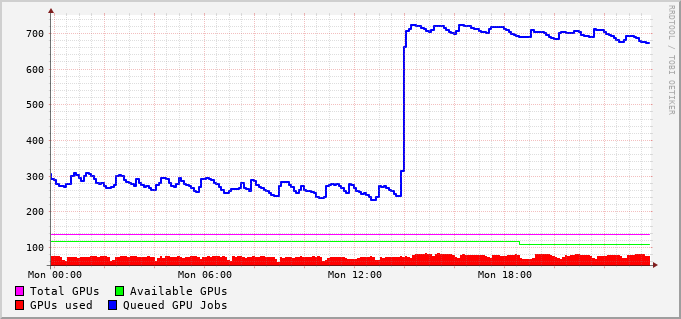 RRDTOOL / TOBI OETIKER
700
600
500
400
300
200
100
Mon 00:00 Mon 06:00 Mon 12:00 Mon 18:00
Total GPUs Available GPUs
GPUs used Queued GPU Jobs